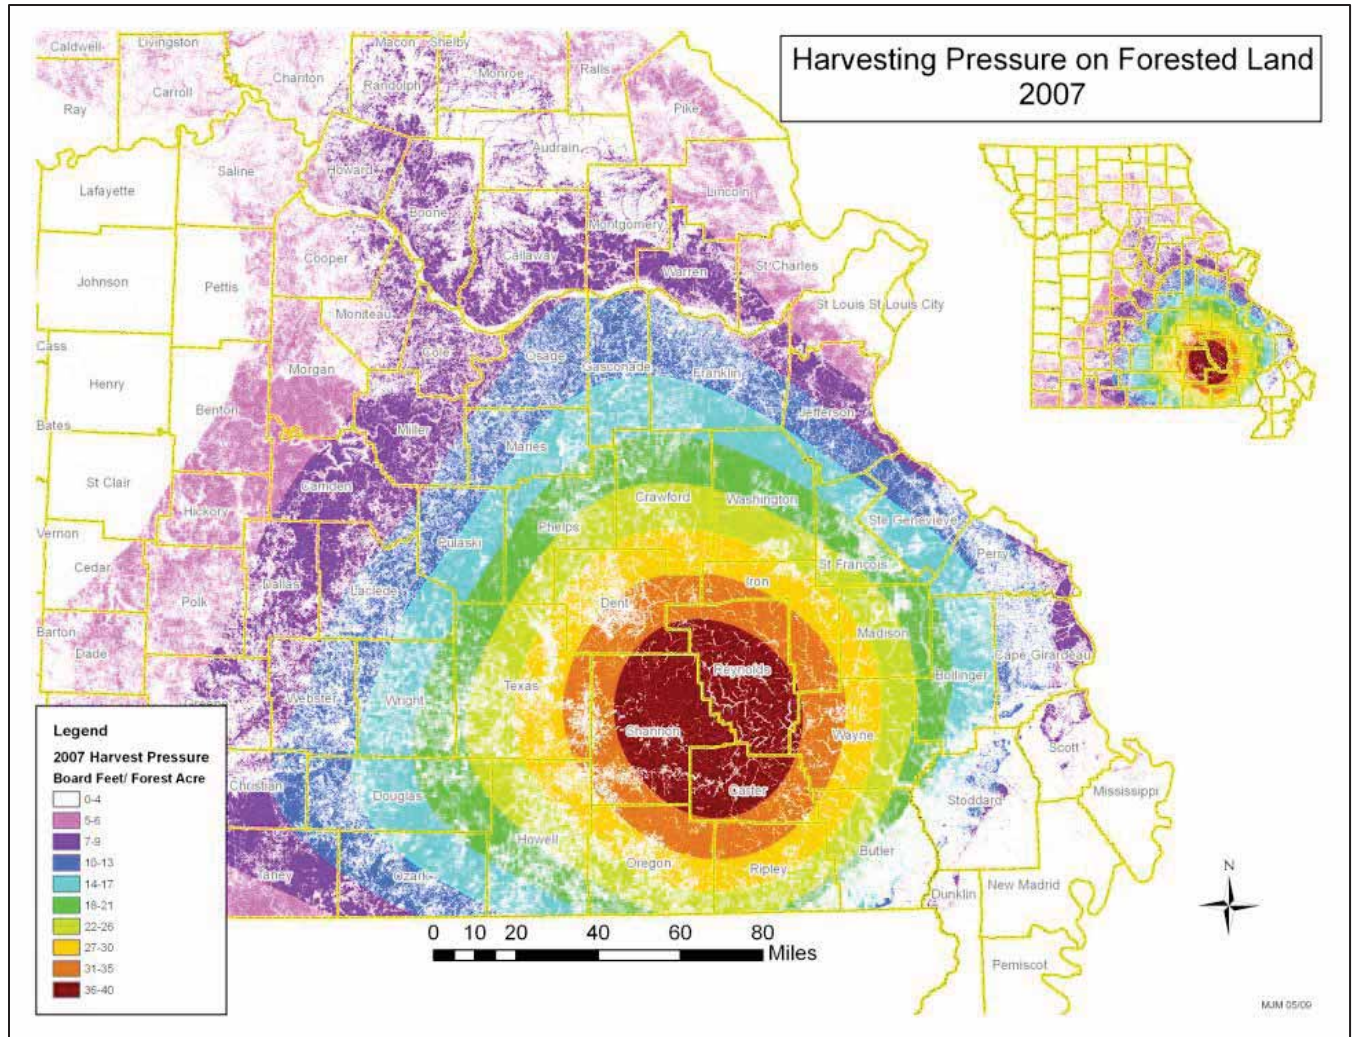 Harvesting Pressure on Forested Land
2007
Caldwell
Livingston
Macon
Shelby
Ralls
Chariton
Monroe
Randolph
Ray
Carroll
Pike
Audrain
Saline
Howard
Lafayette
Lincoln
Boone
Montgomery
Cooper
Callaway
Warren
St Charles
Johnson
Pettis
St Louis
St Louis City
Moniteau
Cass
Cole
Osage
Gasconade
Franklin
Morgan
Henry
Benton
Bates
Miller
Jefferson
Maries
St Clair
Camden
Crawford
Washington
Hickory
Phelps
Ste Genevieve
Vernon
Pulaski
Perry
Cedar
Dallas
Laclede
St Francois
Iron
Polk
Dent
Barton
Madison
Dade
Cape Girardeau
Reynolds
Bollinger
Texas
Greene
Webster
Wright
Shannon
Wayne
Scott
Christian
Douglas
Carter
Stoddard
Mississippi
Howell
Butler
Taney
Ozark
Oregon
Ripley
Dunklin
New Madrid
Pemiscot
Legend
2007 Harvest Pressure
Board Feet/ Forest Acre
0-4
5-6
7-9
10-13
14-17
18-21
22-26
27-30
31-35
36-40
0 10 20 40 60 80
Miles
N
MJM 05/09